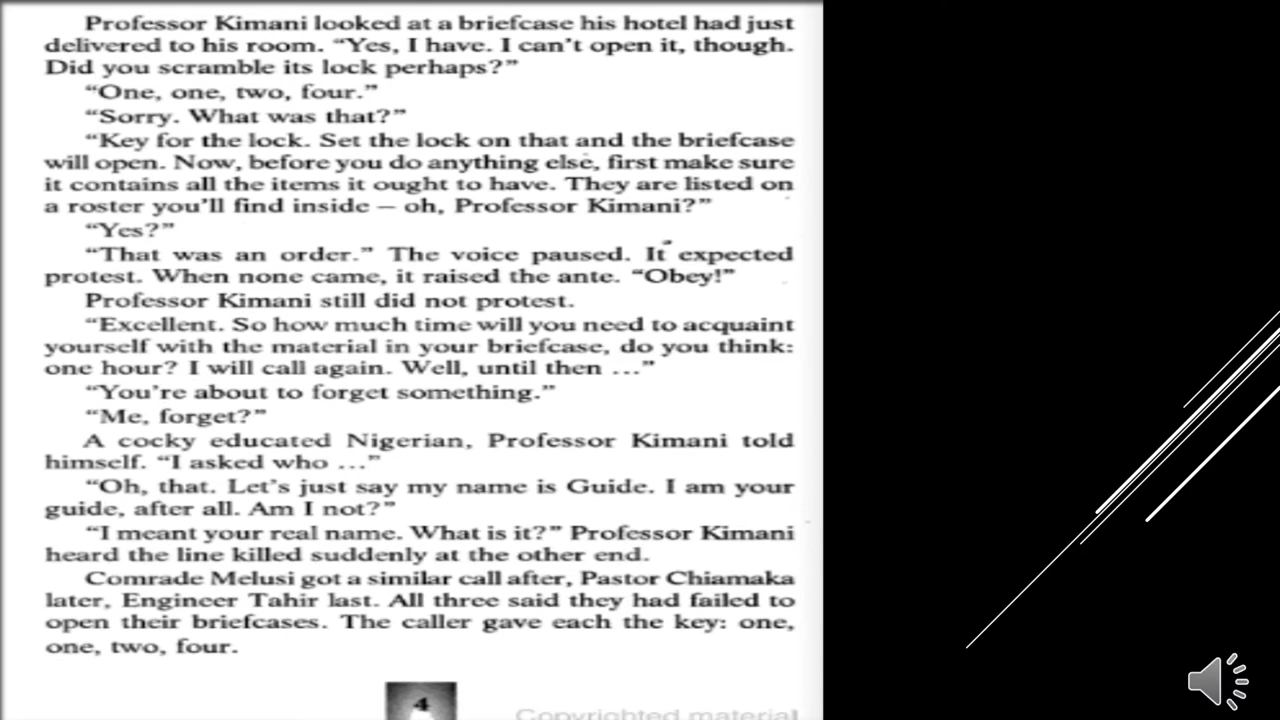 Professor Kimani looked at a briefcase his hotel had just
delivered to his room. “Yes, I have. I can’t open it, though.
Did you scramble its lock perhaps?”
“One, one, two, four.”
“Sorry. What was that?”
“Key for the lock. Set the lock on that and the briefcase
will open. Now, before you do anything else, first make sure
it contains all the items it ought to have. They are listed on
a roster you’ll find inside – oh, Professor Kimani?”
“Yes?”
“That was an order.” The voice paused. It expected
protest. When none came, it raised the ante. “Obey!”
Professor Kimani still did not protest.
“Excellent. So how much time will you need to acquaint
yourself with the material in your briefcase, do you think:
one hour? I will call again. Well, until then …”
“You’re about to forget something.”
“Me, forget?”
A cocky educated Nigerian, Professor Kimani told
himself. “I asked who …”
“Oh, that. Let’s just say my name is Guide. I am your
guide, after all. Am I not?”
“I meant your real name. What is it?” Professor Kimani
heard the line killed suddenly at the other end.
Comrade Melusi got a similar call after, Pastor Chiamaka
later, Engineer Tahir last. All three said they had failed to
open their briefcases. The caller gave each the key: one,
one, two, four.
4
Copyrighted material